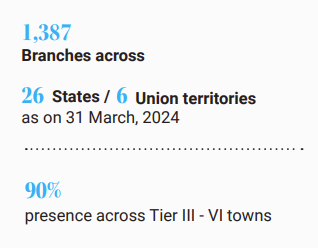 1,387
Branches across
26 States / 6 Union territories
as on 31 March, 2024
90%
presence across Tier III - VI towns